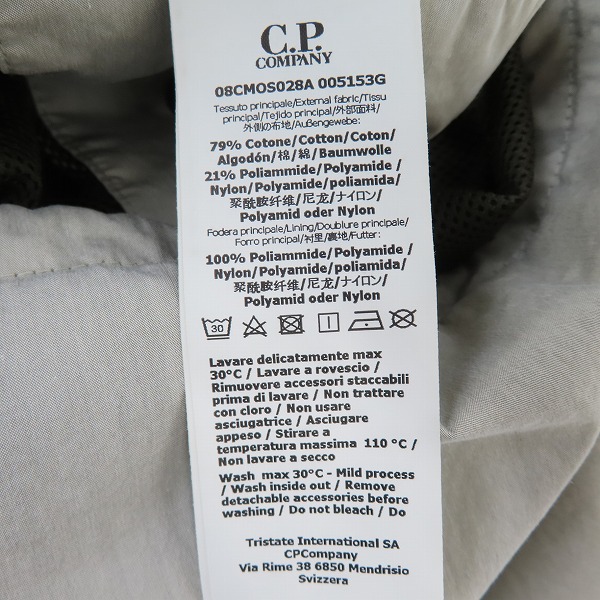 C.P.
COMPANY
08CMOS028A 005153G
Tessuto principale/External fabric/Tissu
principal/Tejido principal/外部面料/
外側の布地/Außengewebe:
79% Cotone/Cotton/Coton/
Algodón/棉/綿/Baumwolle
21% Poliammide/Polyamide/
Nylon/Polyamide/poliamida/
聚酰胺纤维/尼龙/ナイロン/
Polyamid oder Nylon
Fodera principale/Lining/Doublure principale/
Forro principal/衬里/裏地/Futter:
100% Poliammide/Polyamide/
Nylon/Polyamide/poliamida/
聚酰胺纤维/尼龙/ナイロン/
Polyamid oder Nylon
30
Lavare delicatamente max
30°C / Lavare a rovescio /
Rimuovere accessori staccabili
prima di lavare / Non trattare
con cloro / Non usare
asciugatrice / Asciugare
appeso / Stirare a
temperatura massima 110 °C /
Non lavare a secco
Wash max 30°C - Mild process
/ Wash inside out / Remove
detachable accessories before
washing / Do not bleach / Do
Tristate International SA
CPCompany
Via Rime 38 6850 Mendrisio
Svizzera